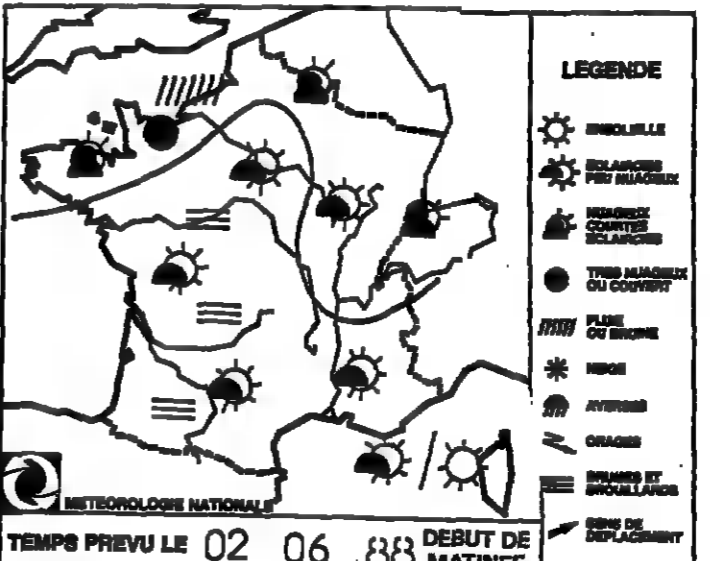 LEGENDE
ENSOLEILLE
ECLAIRCIES
PEU NUAGEUX
NUAGEUX
COURTES
ECLAIRCIES
TRES NUAGEUX
OU COUVERT
PLUIE
OU BRUINE
NEIGE
AVERSES
ORAGES
BRUMES ET
BROUILLARDS
SENS DE
DEPLACEMENT
METEOROLOGIE NATIONALE
TEMPS PREVU LE 02 06 .88 DEBUT DE
MATINEE